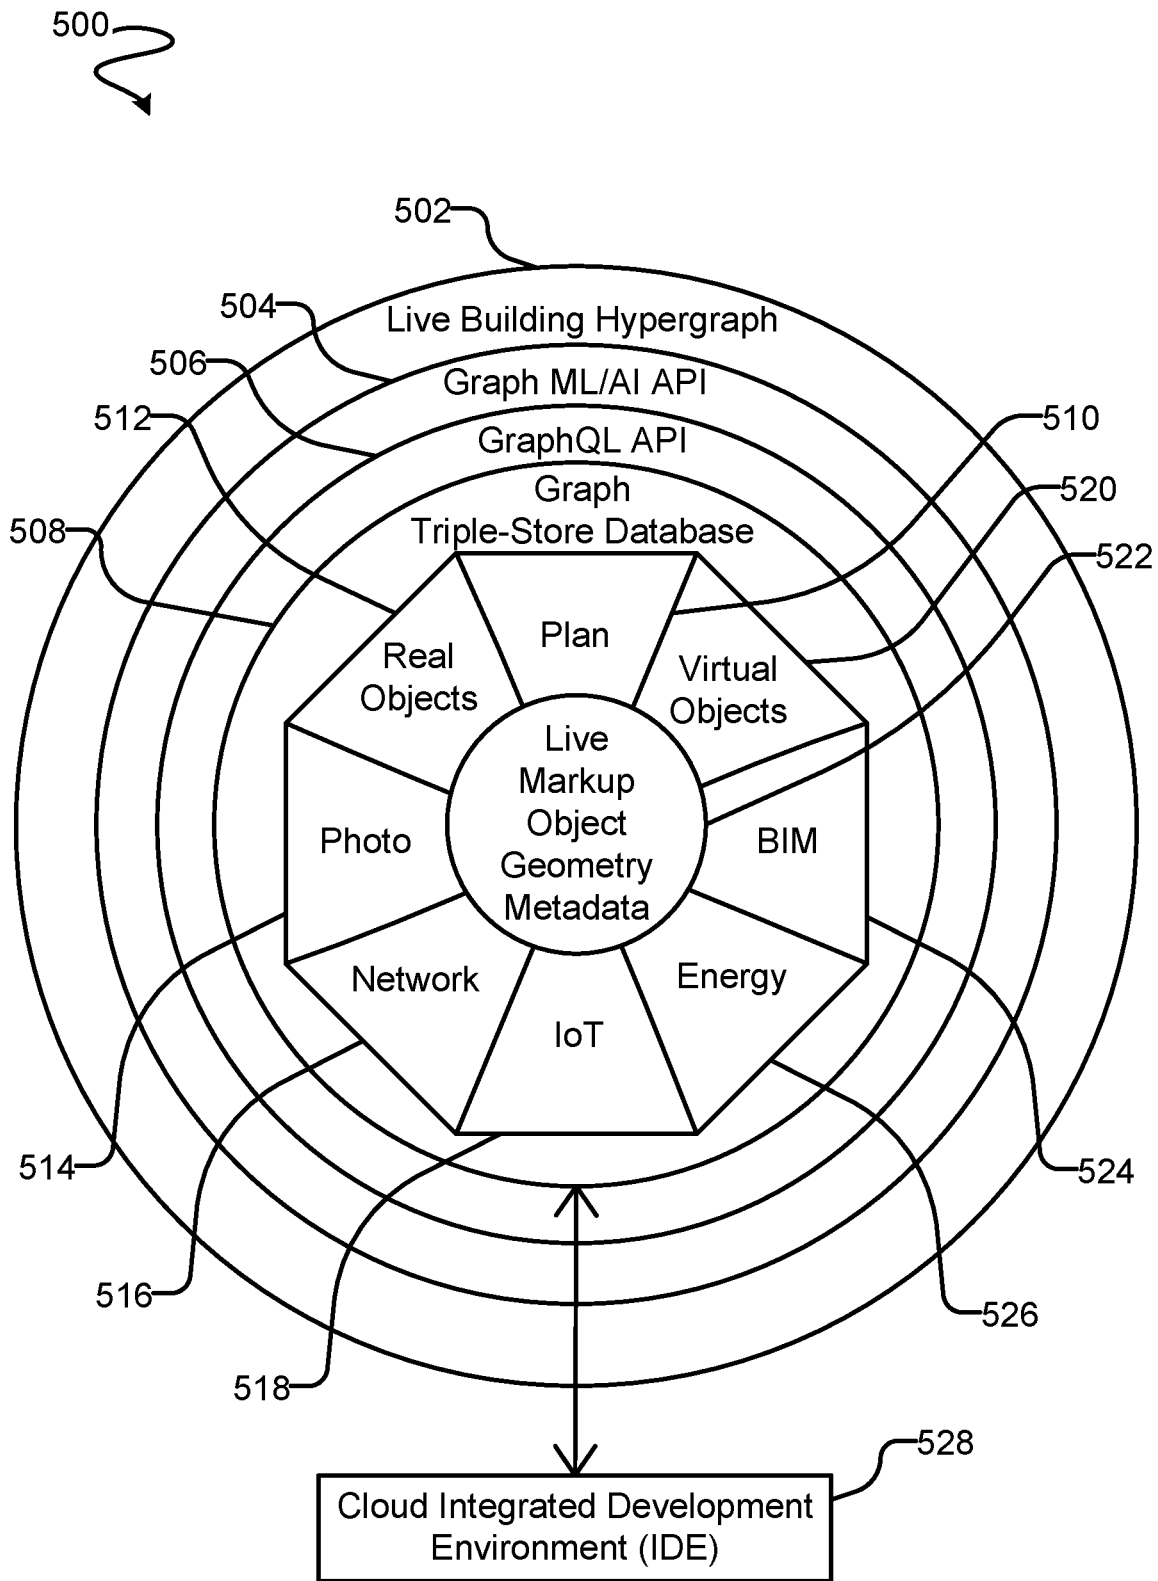 500
502
Live Building Hypergraph
504
Graph ML/AI API
506
GraphQL API
512
510
Graph
Triple-Store Database
520
508
522
Plan
Real
Objects
Virtual
Objects
Live
Markup
Object
Geometry
Metadata
Photo
BIM
Network
Energy
IoT
514
524
516
526
518
528
Cloud Integrated Development
Environment (IDE)